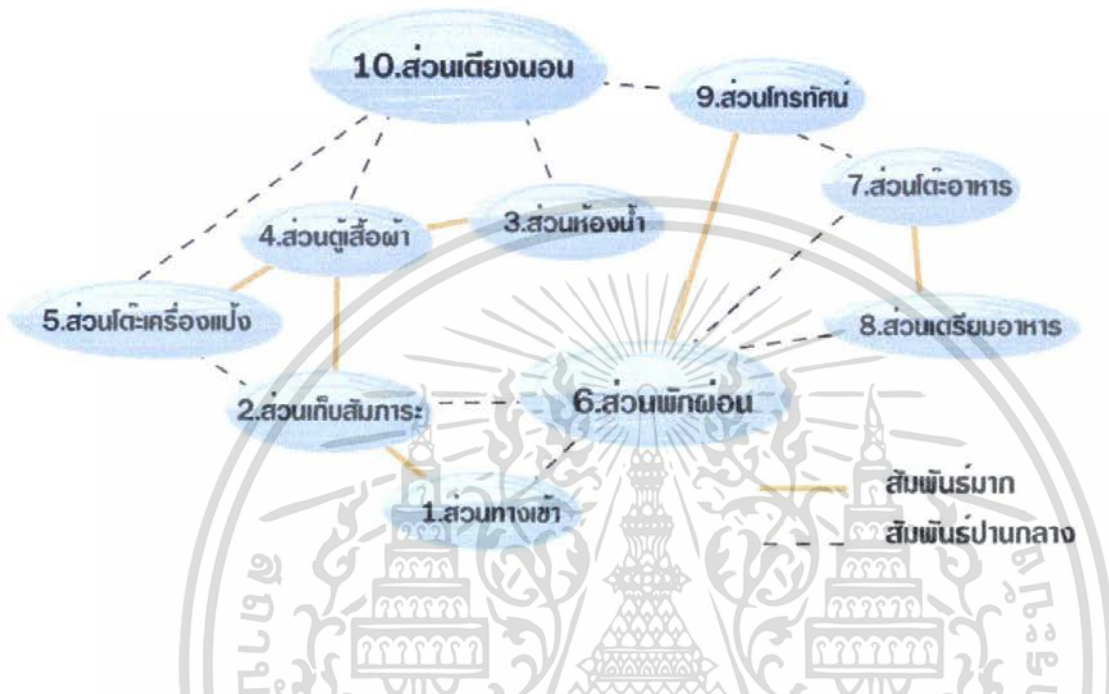 10.ส่วนเตียงนอน
9.ส่วนโทรทัศน์
7.ส่วนโต๊ะอาหาร
3.ส่วนห้องน้ำ
4.ส่วนตู้เสื้อผ้า
5.ส่วนโต๊ะเครื่องแป้ง
8.ส่วนเตรียมอาหาร
6.ส่วนพักผ่อน
2.ส่วนเก็บสัมภาระ
1.ส่วนทางเข้า
สัมพันธ์มาก
สัมพันธ์ปานกลาง